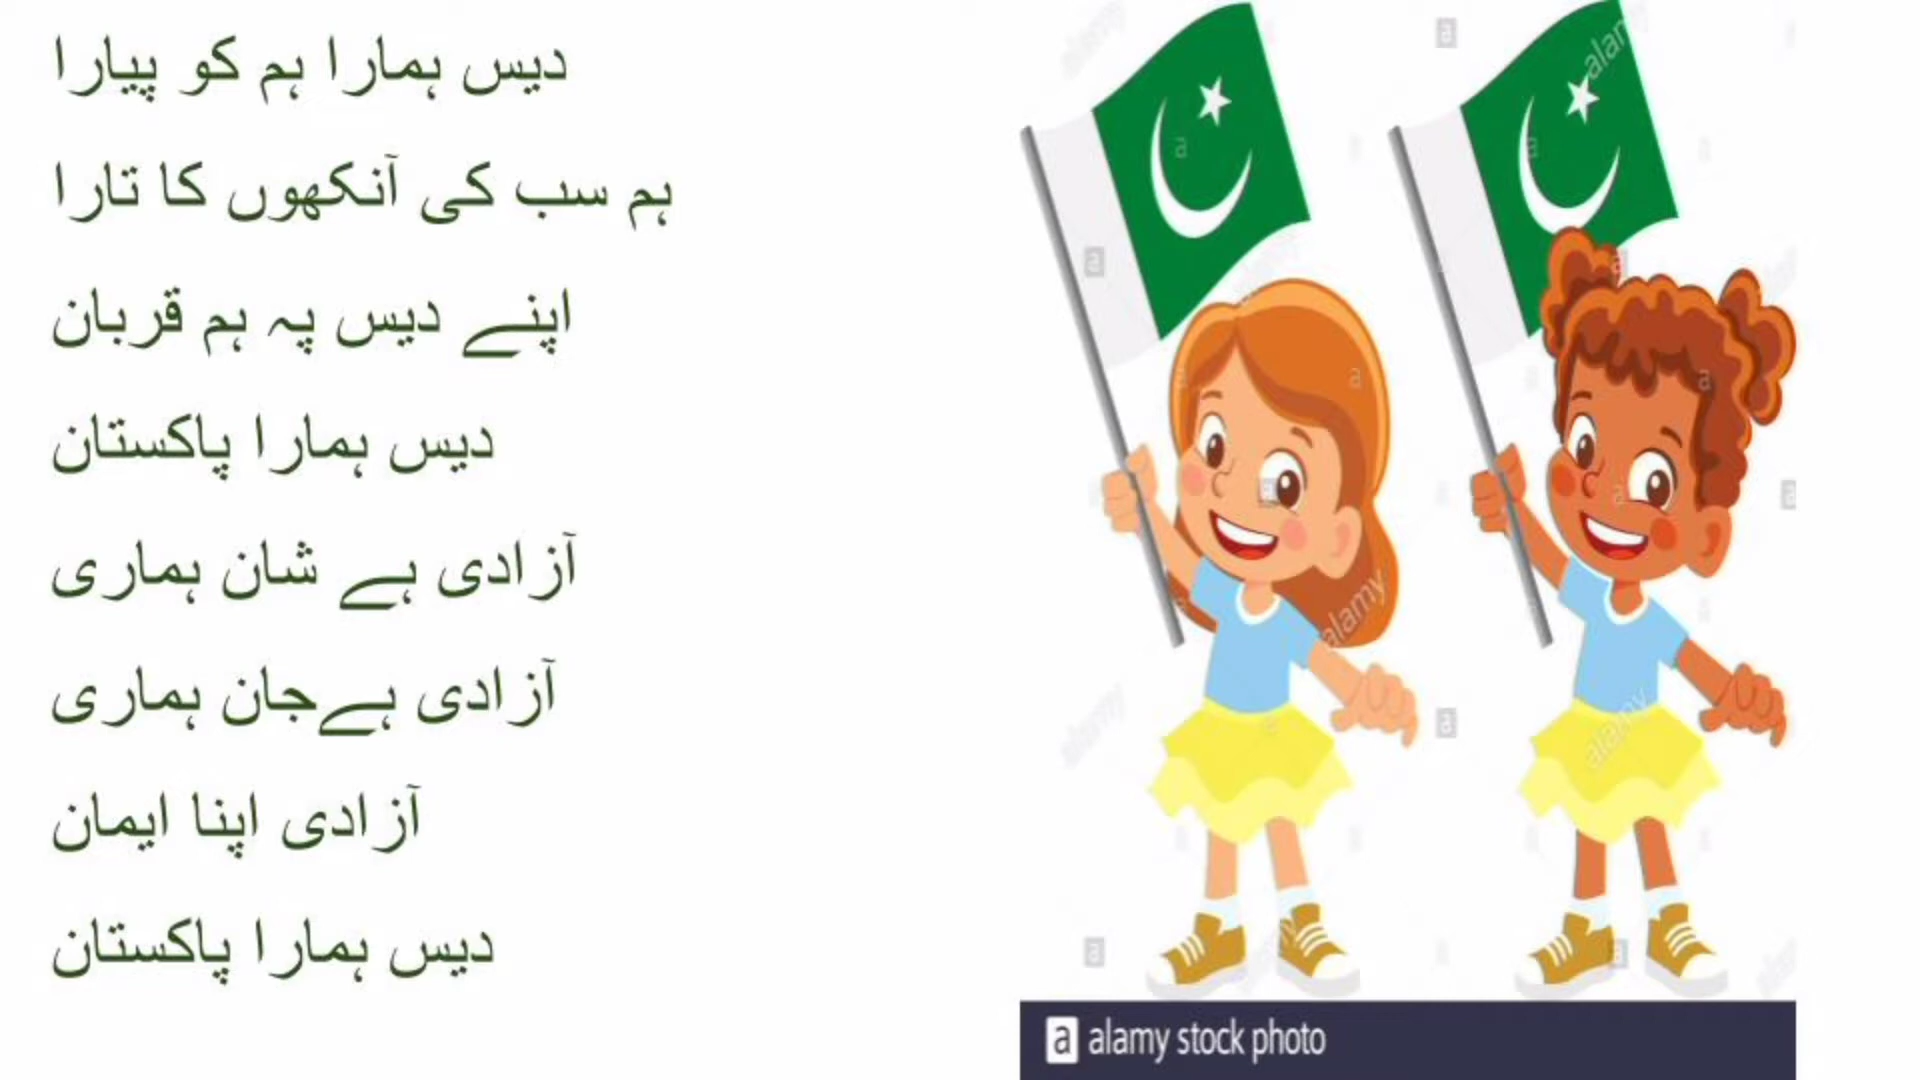 دیس ہمارا ہم کو پیارا
ہم سب کی آنکھوں کا تارا
اپنے دیس پہ ہم قربان
دیس ہمارا پاکستان
آزادی ہے شان ہماری
آزادی ہےجان ہماری
آزادی اپنا ایمان
دیس ہمارا پاکستان
a alamy stock photo